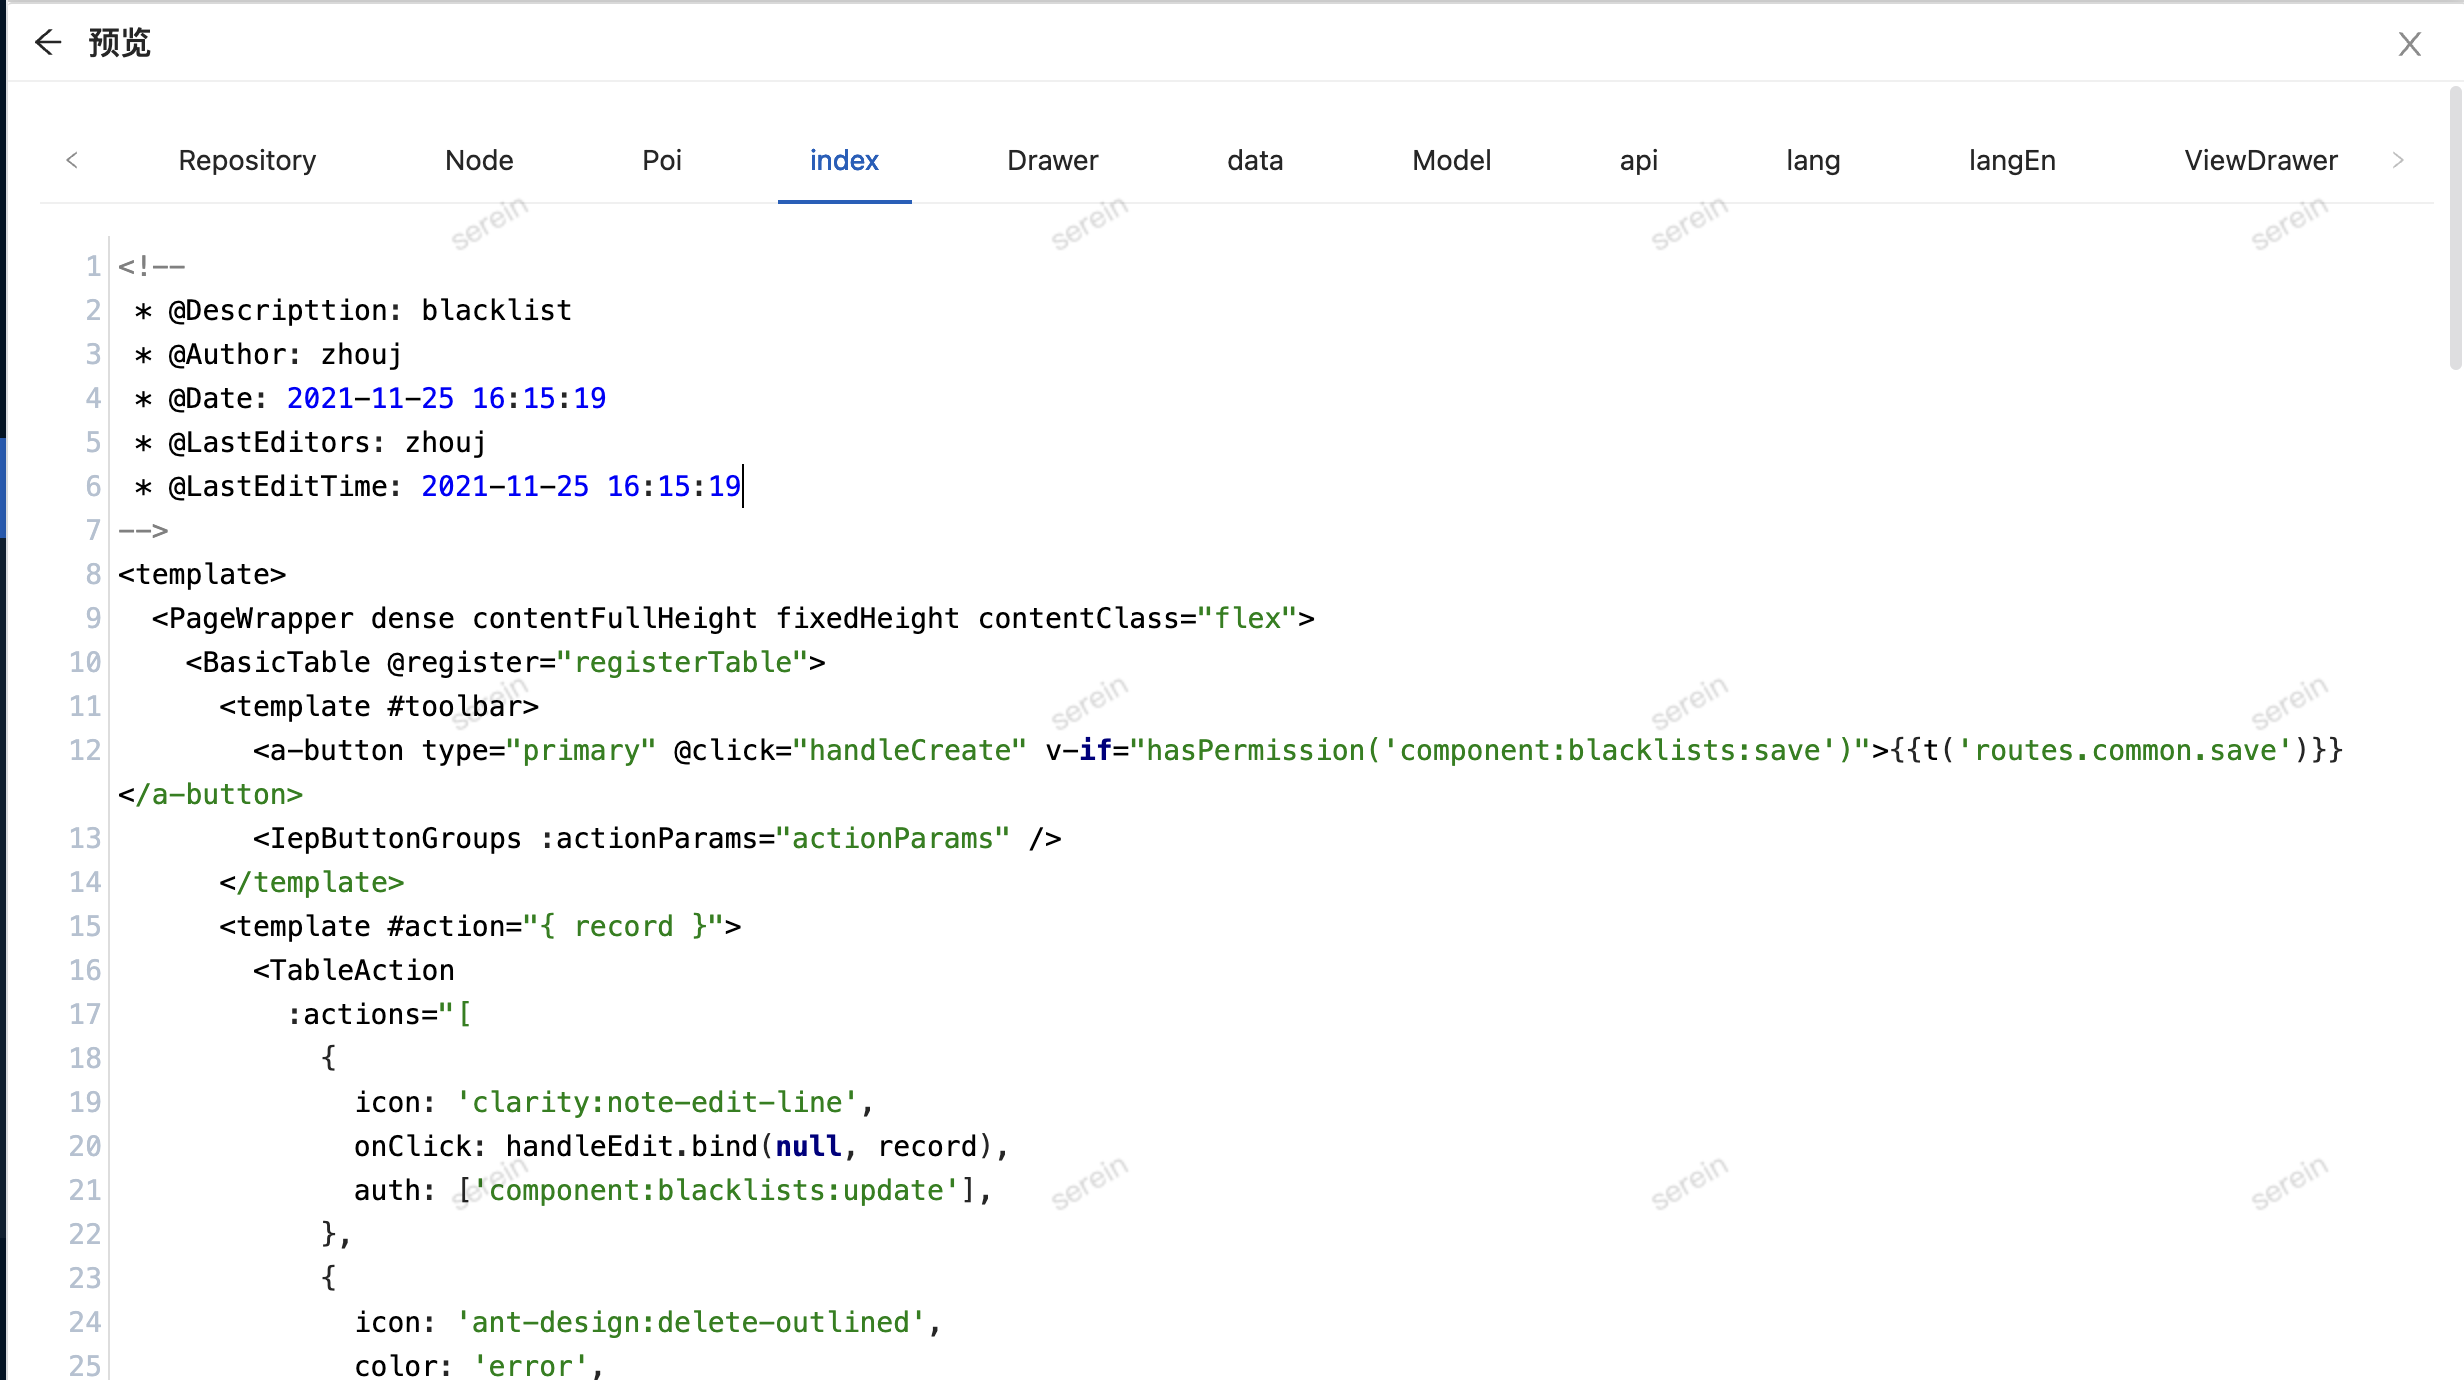 预览
Repository Node Poi index Drawer data Model api lang langEn ViewDrawer
serein serein serein serein
1 <!--
2  * @Descripttion: blacklist
3  * @Author: zhouj
4  * @Date: 2021-11-25 16:15:19
5  * @LastEditors: zhouj
6  * @LastEditTime: 2021-11-25 16:15:19
7 -->
8 <template>
9   <PageWrapper dense contentFullHeight fixedHeight contentClass="flex">
10     <BasicTable @register="registerTable">
11       <template #toolbar>
serein serein serein serein
12         <a-button type="primary" @click="handleCreate" v-if="hasPermission('component:blacklists:save')">{{t('routes.common.save')}}
</a-button>
13         <IepButtonGroups :actionParams="actionParams" />
14       </template>
15       <template #action="{ record }">
16         <TableAction
17           :actions="[
18             {
19               icon: 'clarity:note-edit-line',
20               onClick: handleEdit.bind(null, record),
21               auth: ['component:blacklists:update'],
serein serein serein serein
22             },
23             {
24               icon: 'ant-design:delete-outlined',
25               color: 'error',